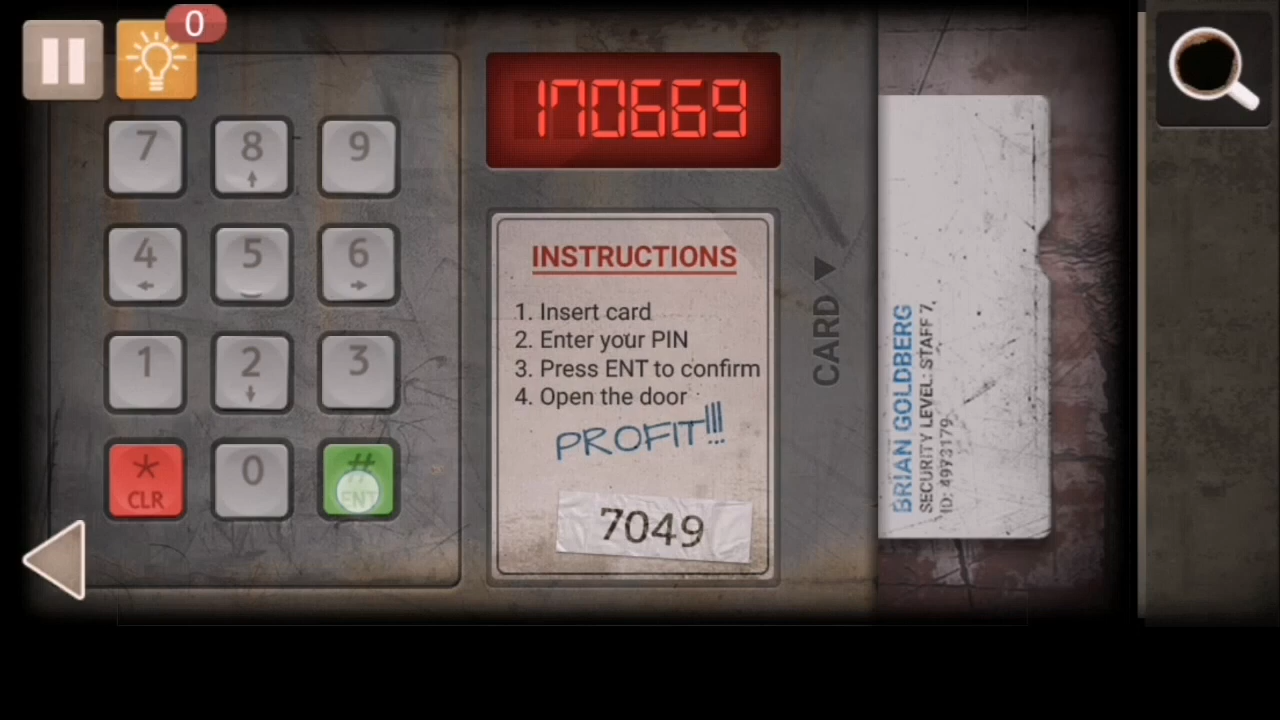 0
170669
7 8 9
4 5 6
1 2 3
* 0 #
CLR ENT
INSTRUCTIONS
1. Insert card
2. Enter your PIN
3. Press ENT to confirm
4. Open the door
PROFIT!!!
7049
CARD
BRIAN GOLDBERG
SECURITY LEVEL: STAFF 7,
ID: 4973179